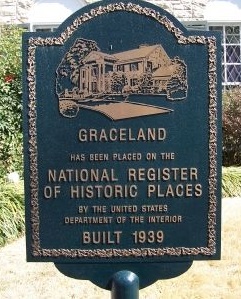 GRACELAND
HAS BEEN PLACED ON THE
NATIONAL REGISTER
OF HISTORIC PLACES
BY THE UNITED STATES
DEPARTMENT OF THE INTERIOR
BUILT 1939